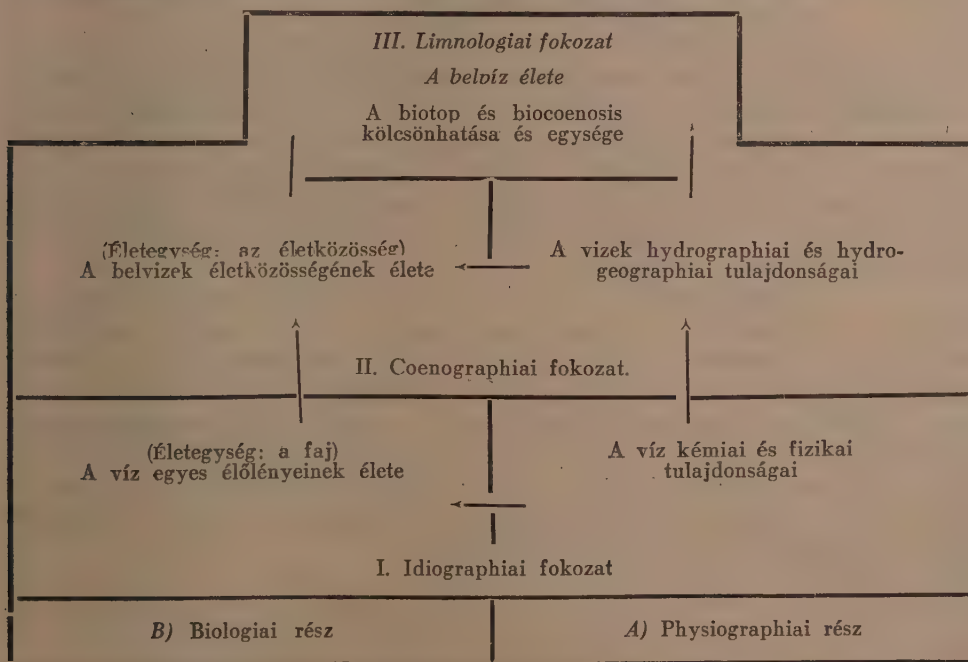 III. Limnologiai fokozat
A belvíz élete
A biotop és biocoenosis
kölcsönhatása és egysége
(Életegység: az életközösség)
A belvizek életközösségének élete
A vizek hydrographiai és hydro-
geographiai tulajdonságai
II. Coenographiai fokozat.
(Életegység: a faj)
A víz egyes élőlényeinek élete
A víz kémiai és fizikai
tulajdonságai
I. Idiographiai fokozat
B) Biologiai rész
A) Physiographiai rész